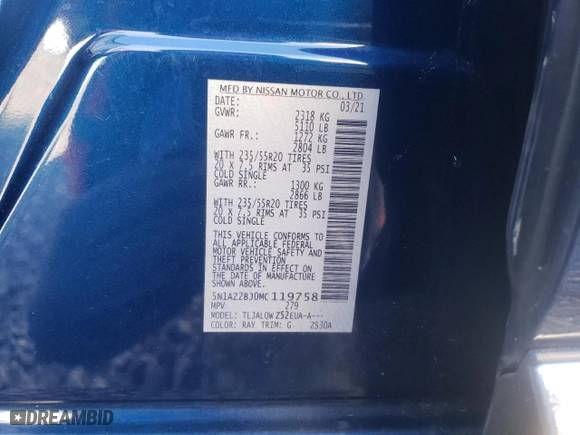 MFD BY NISSAN MOTOR CO., LTD.
DATE: 03/21
GVWR: 2318 KG
5110 LB
GAWR FR.: 1272 KG
2804 LB
WITH 235/55R20 TIRES
20 X 7.5 RIMS AT 35 PSI
COLD SINGLE
GAWR RR.: 1300 KG
2866 LB
WITH 235/55R20 TIRES
20 X 7.5 RIMS AT 35 PSI
COLD SINGLE
THIS VEHICLE CONFORMS TO
ALL APPLICABLE FEDERAL
MOTOR VEHICLE SAFETY AND
THEFT PREVENTION
STANDARDS IN EFFECT ON
THE DATE OF MANUFACTURE
SHOWN ABOVE.
5N1AZ2BJ0MC119758
MPV 279
MODEL: TLJALQWZS2EUA-A---
COLOR: RAY TRIM: G ZS30A
DREAMBID